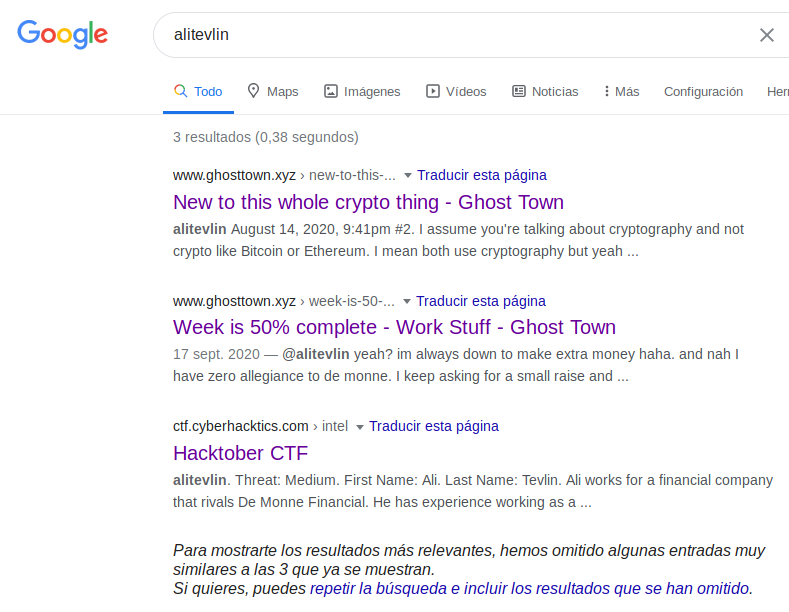 Google
alitevlin
Todo Maps Imágenes Vídeos Noticias Más Configuración
3 resultados (0,38 segundos)
www.ghosttown.xyz › new-to-this-... Traducir esta página
New to this whole crypto thing - Ghost Town
alitevlin August 14, 2020, 9:41pm #2. I assume you're talking about cryptography and not
crypto like Bitcoin or Ethereum. I mean both use cryptography but yeah ...
www.ghosttown.xyz › week-is-50-... Traducir esta página
Week is 50% complete - Work Stuff - Ghost Town
17 sept. 2020 — @alitevlin yeah? im always down to make extra money haha. and nah I
have zero allegiance to de monne. I keep asking for a small raise and ...
ctf.cyberhacktics.com › intel Traducir esta página
Hacktober CTF
alitevlin. Threat: Medium. First Name: Ali. Last Name: Tevlin. Ali works for a financial company
that rivals De Monne Financial. He has experience working as a ...
Para mostrarte los resultados más relevantes, hemos omitido algunas entradas muy
similares a las 3 que ya se muestran.
Si quieres, puedes repetir la búsqueda e incluir los resultados que se han omitido.